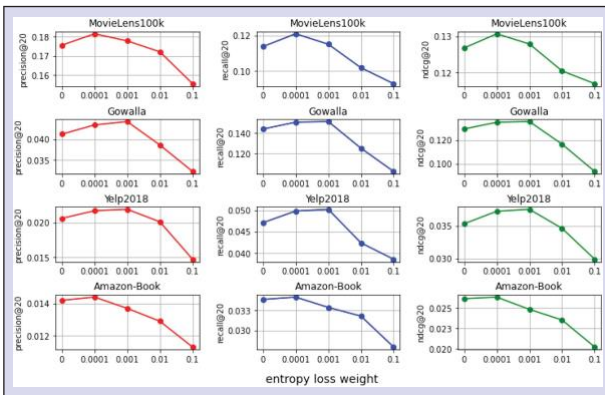 MovieLens100k MovieLens100k MovieLens100k
precision@20 0.18 0.17 0.16 recall@20 0.12 0.10 ndcg@20 0.13 0.12
0 0.0001 0.001 0.01 0.1 0 0.0001 0.001 0.01 0.1 0 0.0001 0.001 0.01 0.1
Gowalla Gowalla Gowalla
precision@20 0.040 0.035 recall@20 0.140 0.120 ndcg@20 0.120 0.100
0 0.0001 0.001 0.01 0.1 0 0.0001 0.001 0.01 0.1 0 0.0001 0.001 0.01 0.1
Yelp2018 Yelp2018 Yelp2018
precision@20 0.020 0.015 recall@20 0.050 0.045 0.040 ndcg@20 0.035 0.030
0 0.0001 0.001 0.01 0.1 0 0.0001 0.001 0.01 0.1 0 0.0001 0.001 0.01 0.1
Amazon-Book Amazon-Book Amazon-Book
precision@20 0.014 0.012 recall@20 0.033 0.030 ndcg@20 0.025 0.023 0.020
0 0.0001 0.001 0.01 0.1 0 0.0001 0.001 0.01 0.1 0 0.0001 0.001 0.01 0.1
entropy loss weight